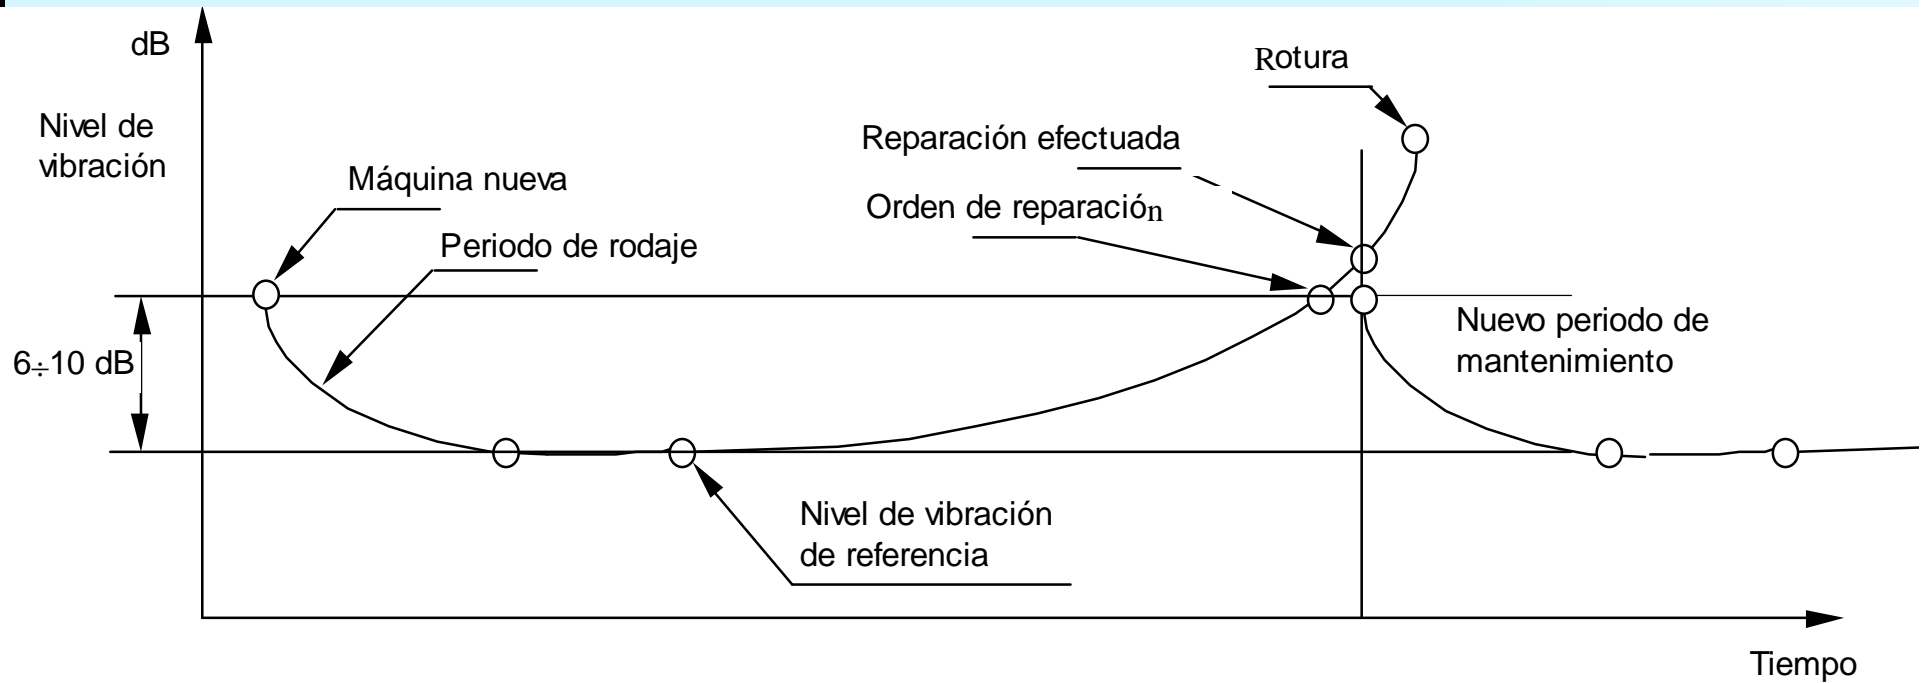 dB
Nivel de
vibración
Máquina nueva
Periodo de rodaje
6÷10 dB
Rotura
Reparación efectuada
Orden de reparación
Nuevo periodo de
mantenimiento
Nivel de vibración
de referencia
Tiempo